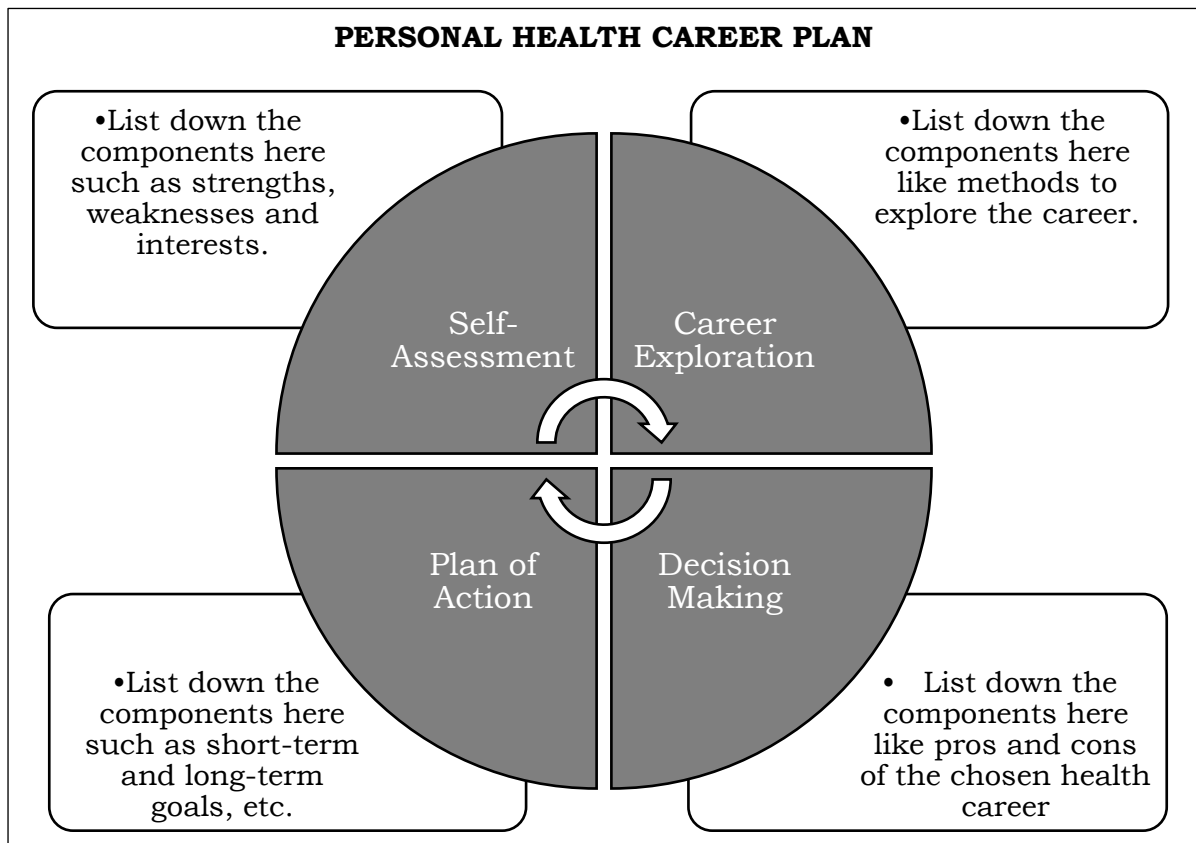 PERSONAL HEALTH CAREER PLAN
•List down the
components here
such as strengths,
weaknesses and
interests.
•List down the
components here
like methods to
explore the career.
Self-
Assessment
Career
Exploration
Plan of
Action
Decision
Making
•List down the
components here
such as short-term
and long-term
goals, etc.
• List down the
components here
like pros and cons
of the chosen health
career